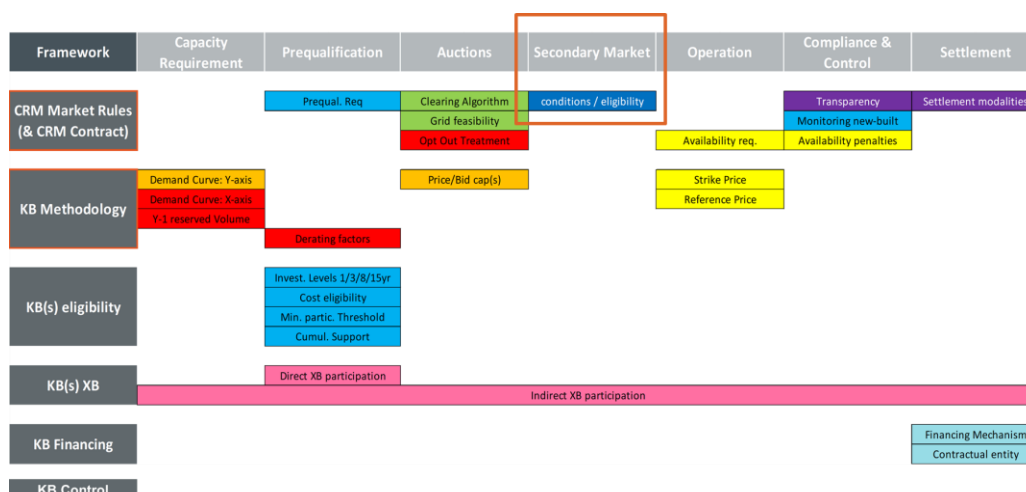 Framework
Capacity
Requirement
Prequalification
Auctions
Secondary Market
Operation
Compliance &
Control
Settlement
CRM Market Rules
(& CRM Contract)
Prequal. Req
Clearing Algorithm
conditions / eligibility
Transparency
Settlement modalities
Grid feasibility
Monitoring new-built
Opt Out Treatment
Availability req.
Availability penalties
KB Methodology
Demand Curve: Y-axis
Price/Bid cap(s)
Strike Price
Demand Curve: X-axis
Reference Price
Y-1 reserved Volume
Derating factors
KB(s) eligibility
Invest. Levels 1/3/8/15yr
Cost eligibility
Min. partic. Threshold
Cumul. Support
KB(s) XB
Direct XB participation
Indirect XB participation
KB Financing
Financing Mechanism
Contractual entity
KB Control